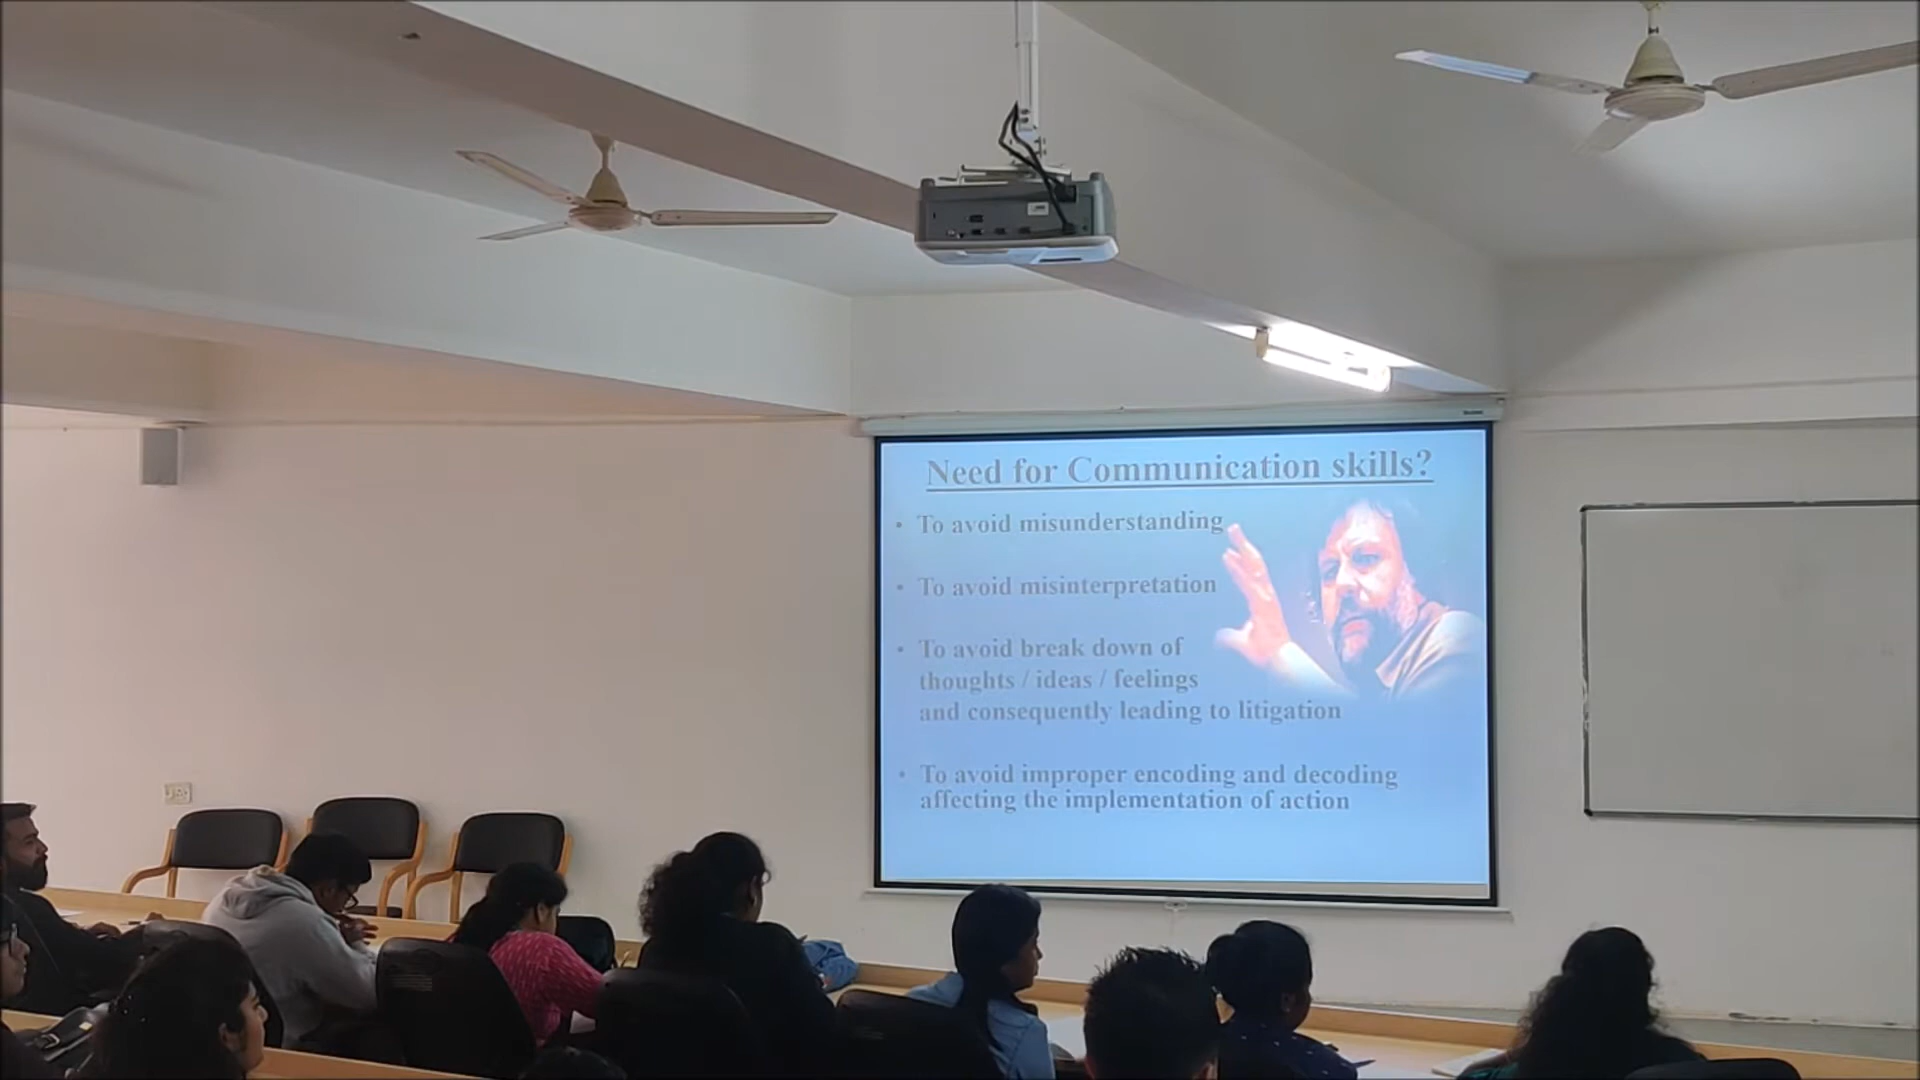 Need for Communication skills?
• To avoid misunderstanding
• To avoid misinterpretation
• To avoid break down of
thoughts / ideas / feelings
and consequently leading to litigation
• To avoid improper encoding and decoding
affecting the implementation of action